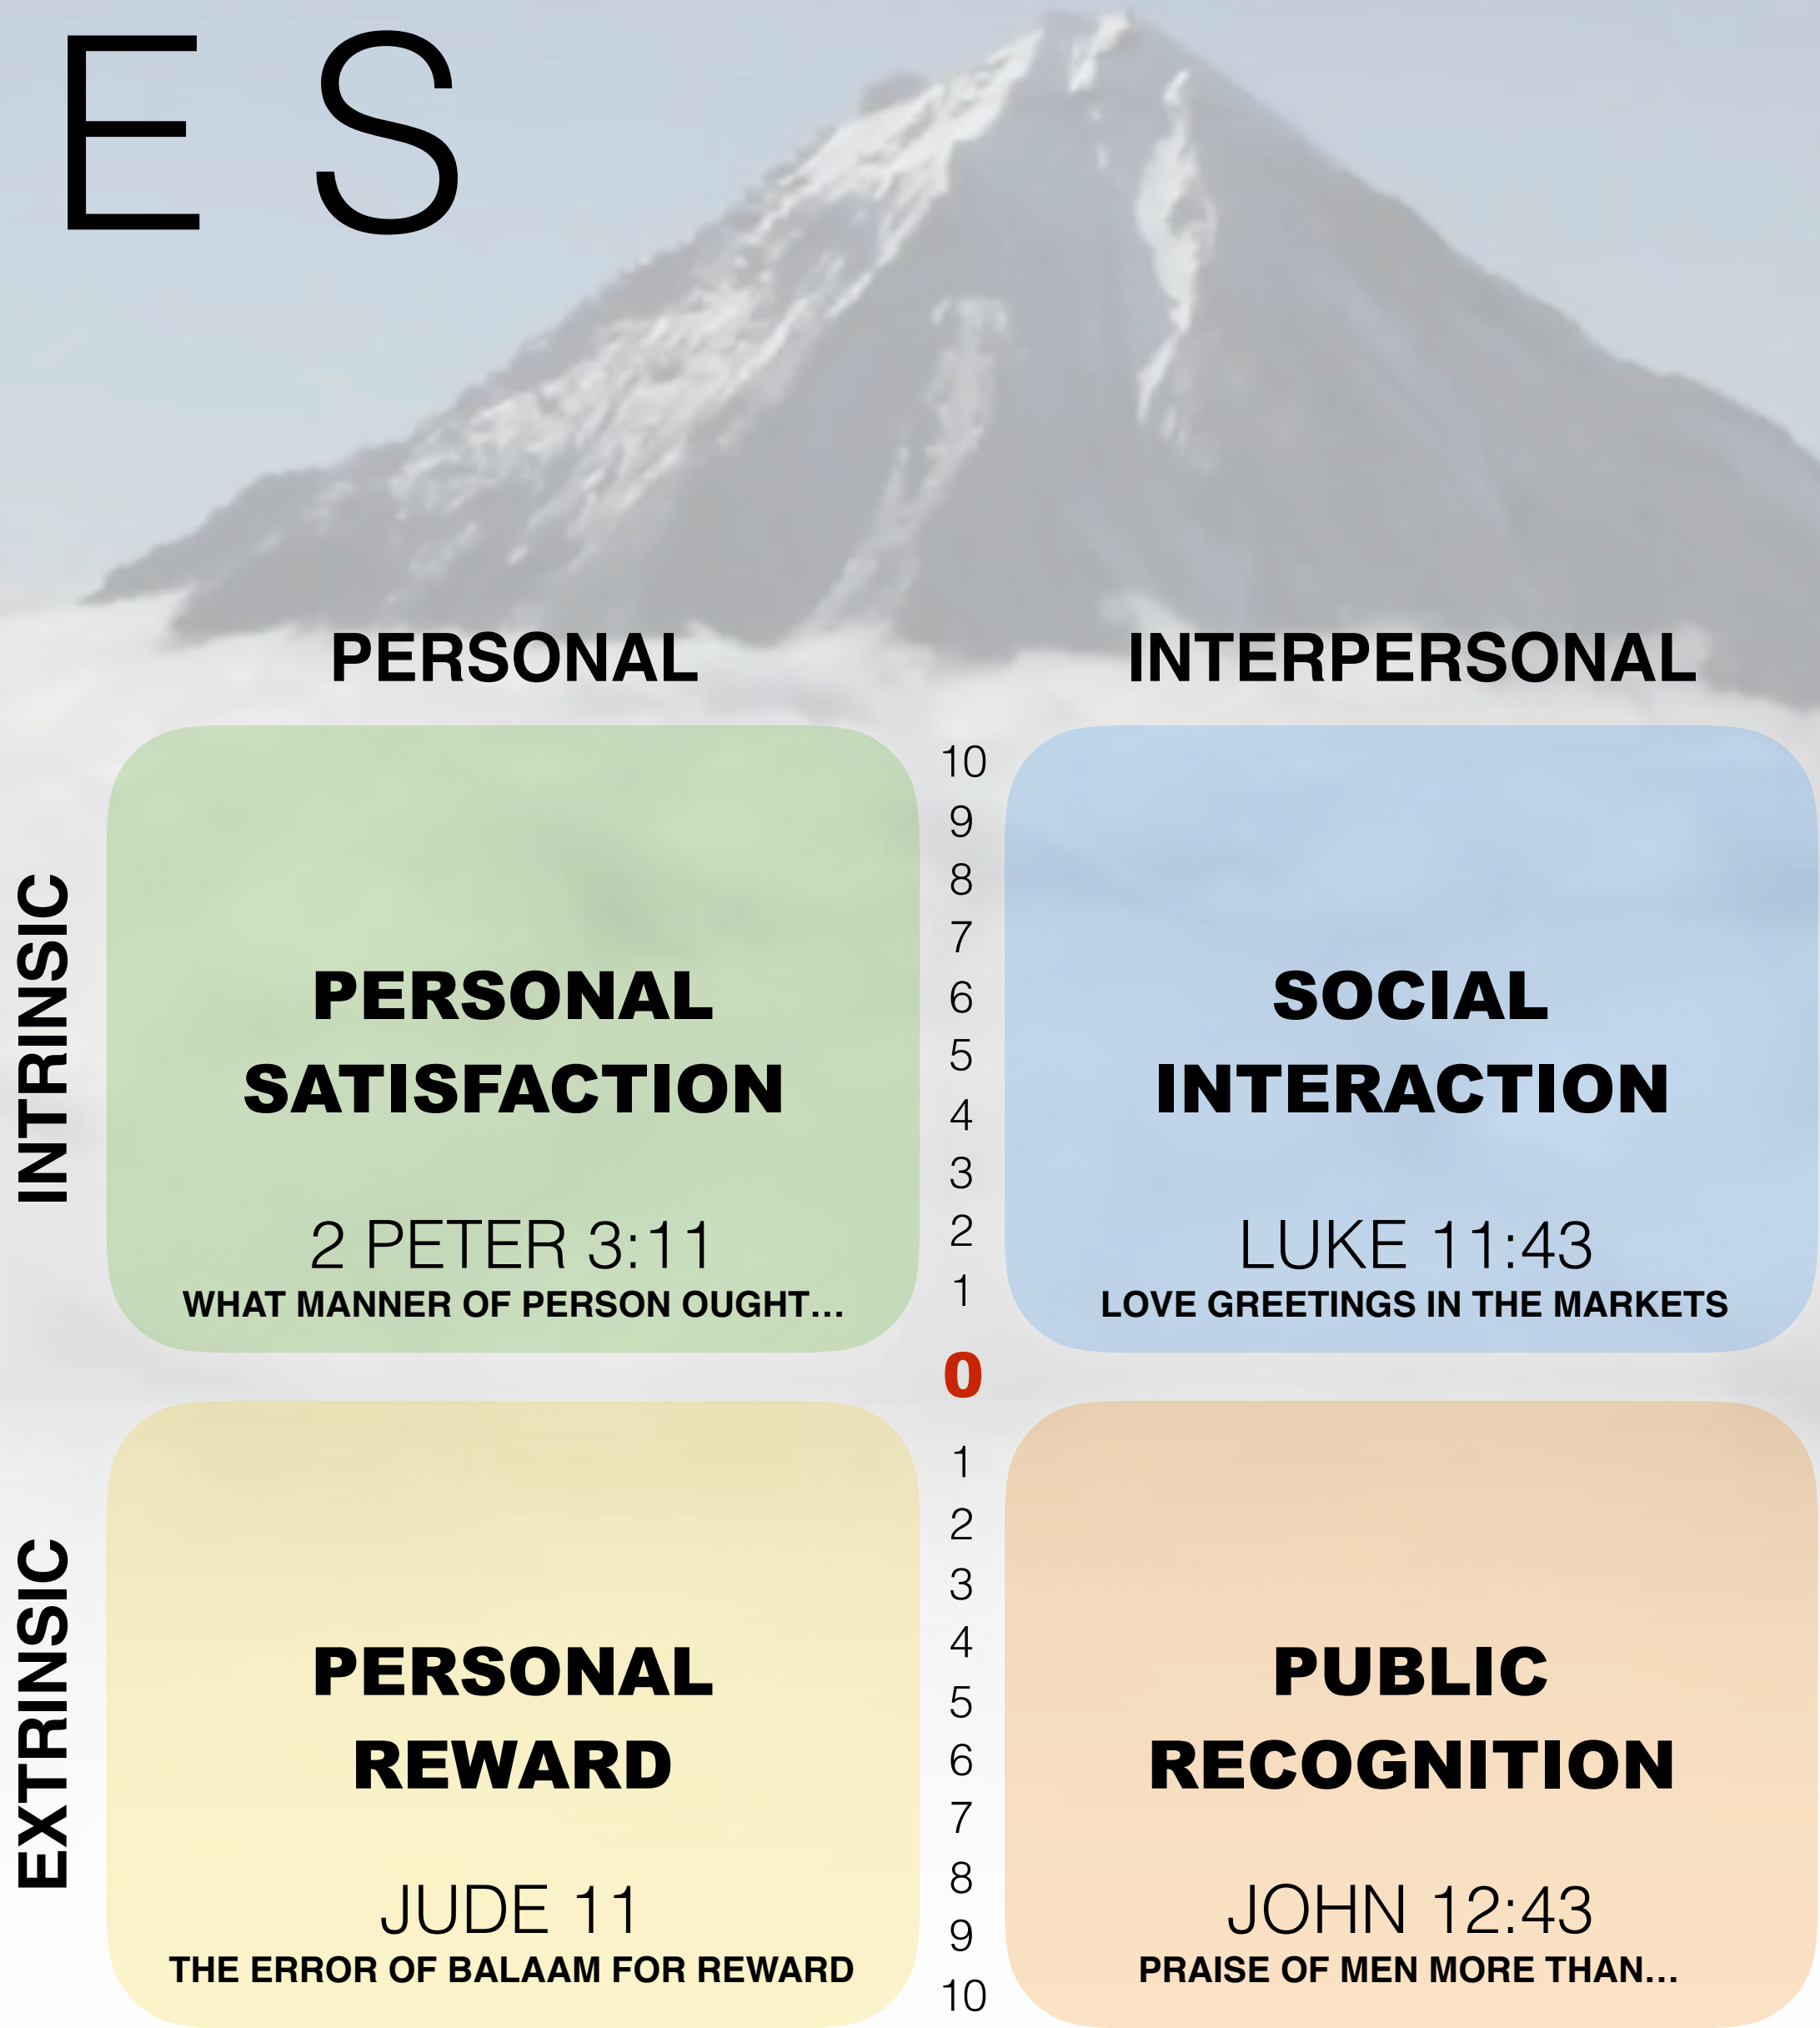 E S
PERSONAL
INTERPERSONAL
INTRINSIC
PERSONAL
SATISFACTION
2 PETER 3:11
WHAT MANNER OF PERSON OUGHT...
10
9
8
7
6
5
4
3
2
1
0
SOCIAL
INTERACTION
LUKE 11:43
LOVE GREETINGS IN THE MARKETS
EXTRINSIC
PERSONAL
REWARD
JUDE 11
THE ERROR OF BALAAM FOR REWARD
1
2
3
4
5
6
7
8
9
10
PUBLIC
RECOGNITION
JOHN 12:43
PRAISE OF MEN MORE THAN...